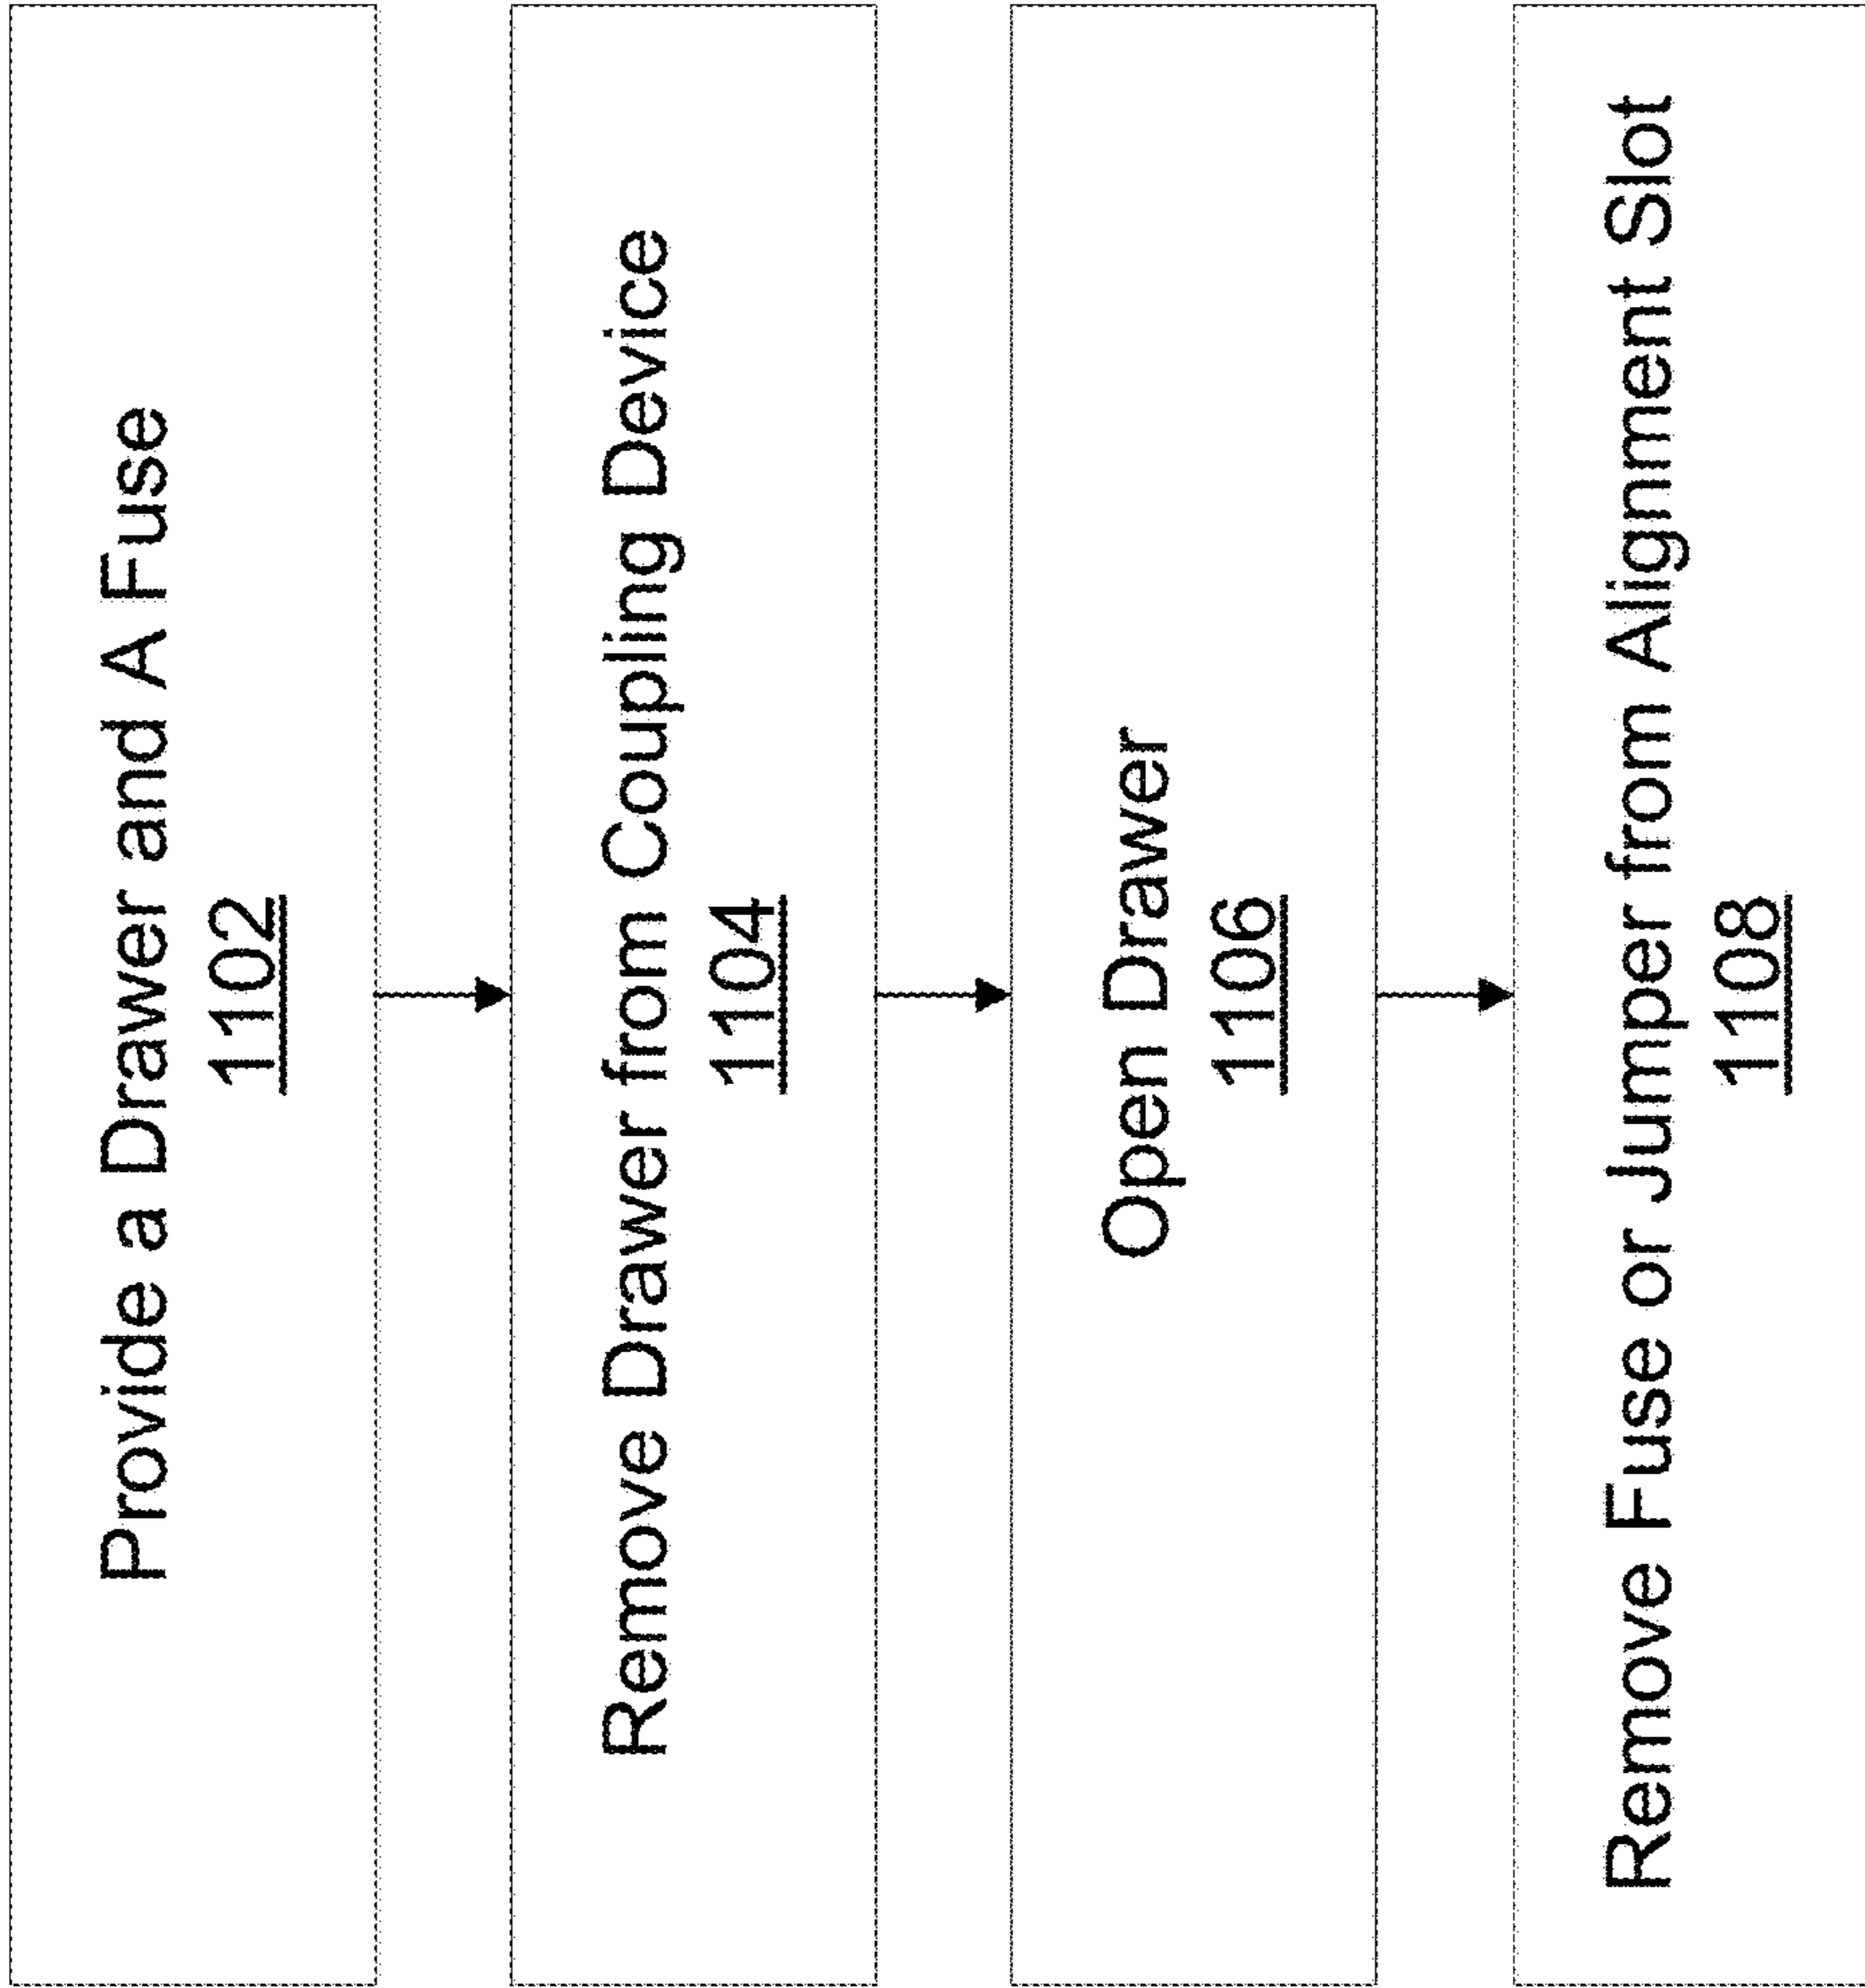 Provide a Drawer and A Fuse
1102
Remove Drawer from Coupling Device
1104
Open Drawer
1106
Remove Fuse or Jumper from Alignment Slot
1108